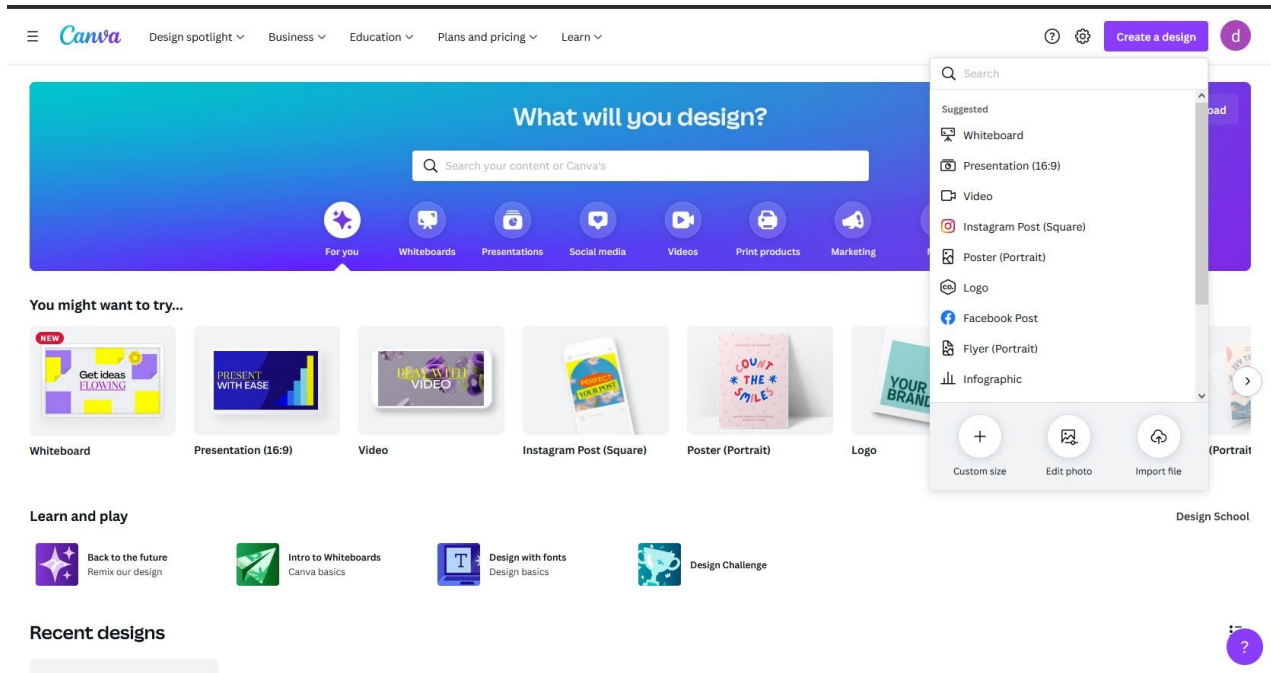 Canva
Design spotlight
Business
Education
Plans and pricing
Learn
Create a design
d
What will you design?
Search your content or Canva's
For you
Whiteboards
Presentations
Social media
Videos
Print products
Marketing
Search
Suggested
Whiteboard
Presentation (16:9)
Video
Instagram Post (Square)
Poster (Portrait)
Logo
Facebook Post
Flyer (Portrait)
Infographic
Custom size
Edit photo
Import file
You might want to try...
NEW
Get ideas
FLOWING
PRESENT
WITH EASE
PLAY WITH
VIDEO
PERFECT
YOUR POST
COUNT
* THE *
SMILES
YOUR
BRAND
Whiteboard
Presentation (16:9)
Video
Instagram Post (Square)
Poster (Portrait)
Logo
(Portrait
Learn and play
Design School
Back to the future
Remix our design
Intro to Whiteboards
Canva basics
T
Design with fonts
Design basics
Design Challenge
Recent designs
?